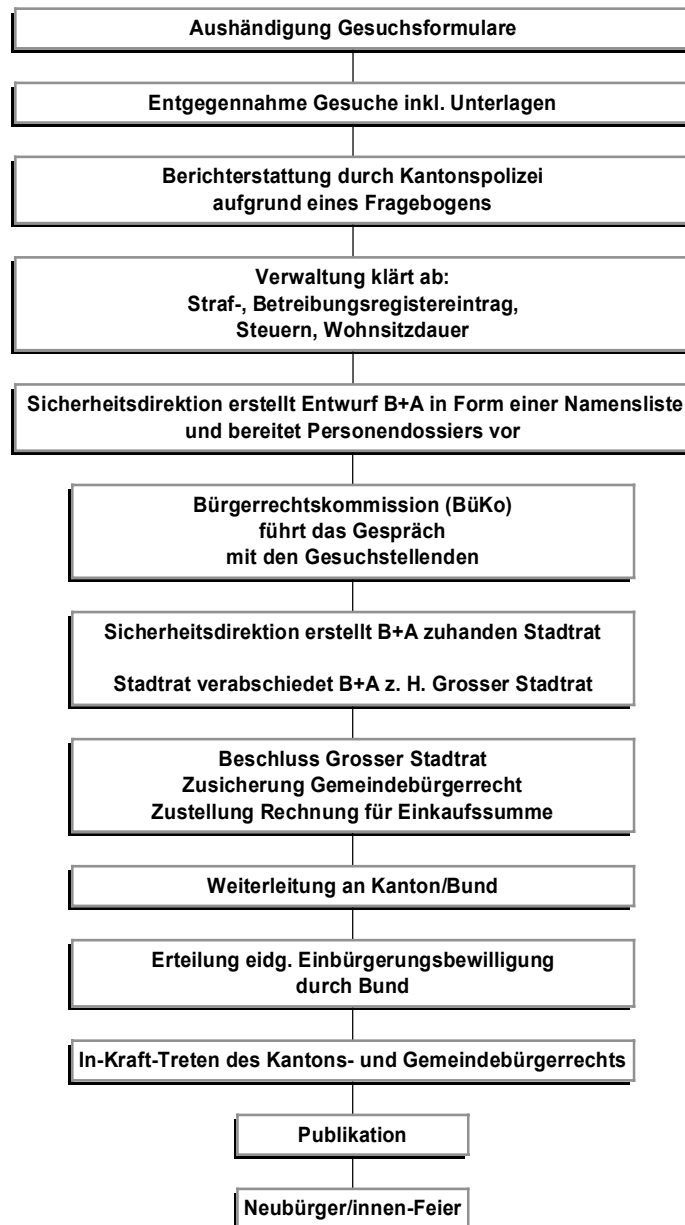 Aushändigung Gesuchsformulare
Entgegennahme Gesuche inkl. Unterlagen
Berichterstattung durch Kantonspolizei
aufgrund eines Fragebogens
Verwaltung klärt ab:
Straf-, Betreibungsregistereintrag,
Steuern, Wohnsitzdauer
Sicherheitsdirektion erstellt Entwurf B+A in Form einer Namensliste
und bereitet Personendossiers vor
Bürgerrechtskommission (BüKo)
führt das Gespräch
mit den Gesuchstellenden
Sicherheitsdirektion erstellt B+A zuhanden Stadtrat
Stadtrat verabschiedet B+A z. H. Grosser Stadtrat
Beschluss Grosser Stadtrat
Zusicherung Gemeindebürgerrecht
Zustellung Rechnung für Einkaufssumme
Weiterleitung an Kanton/Bund
Erteilung eidg. Einbürgerungsbewilligung
durch Bund
In-Kraft-Treten des Kantons- und Gemeindebürgerrechts
Publikation
Neubürger/innen-Feier